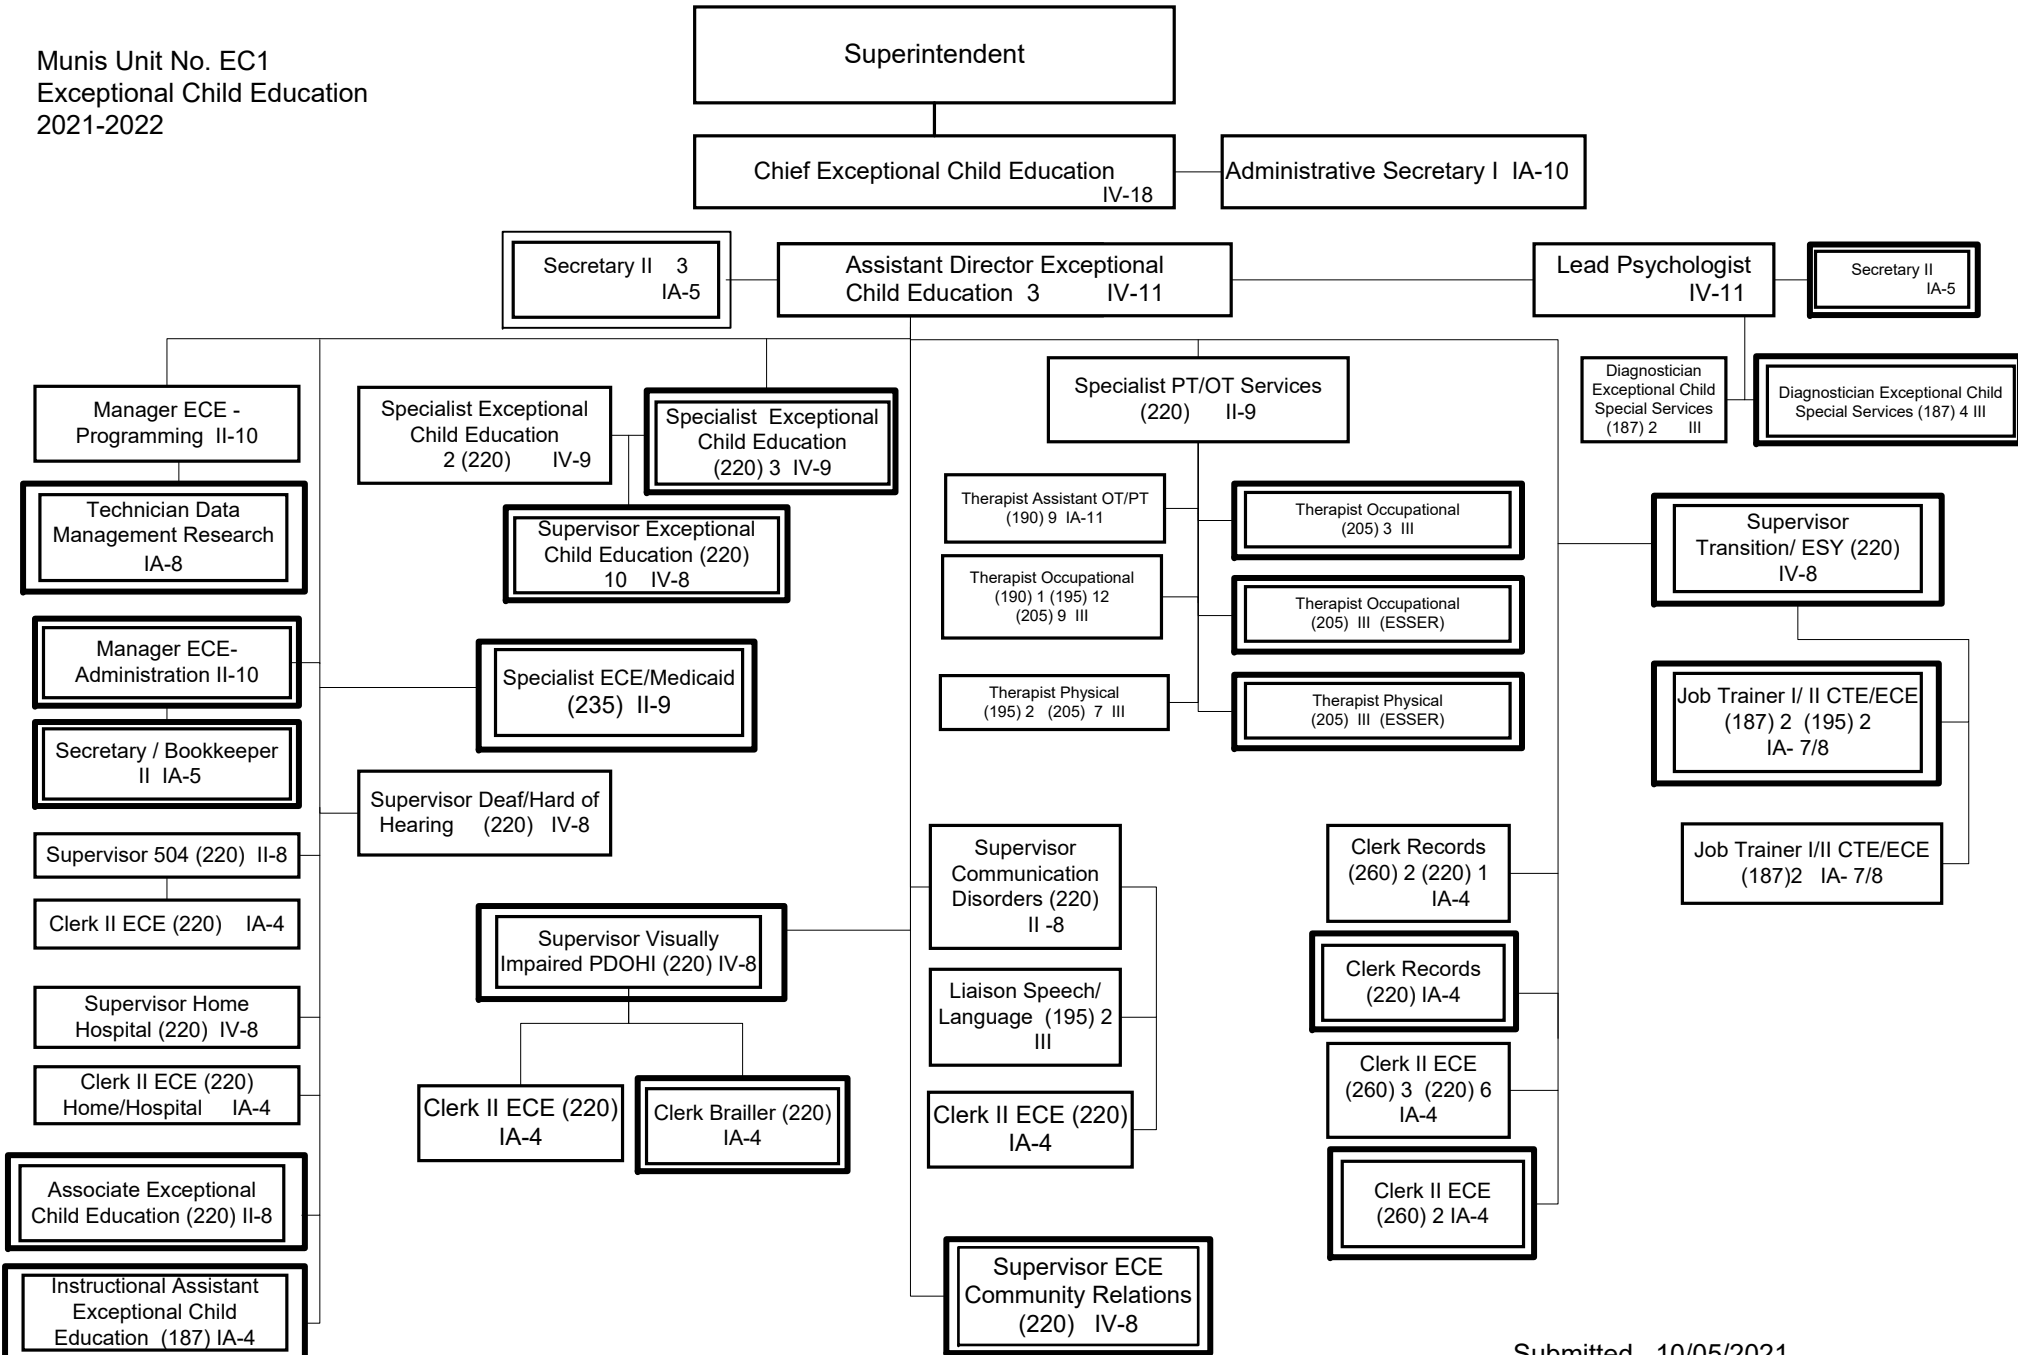 Munis Unit No. EC1
Exceptional Child Education
2021-2022
Superintendent
Chief Exceptional Child Education
IV-18
Administrative Secretary I IA-10
Secretary II 3
IA-5
Assistant Director Exceptional
Child Education 3 IV-11
Lead Psychologist
IV-11
Secretary II
IA-5
Manager ECE -
Programming II-10
Technician Data
Management Research
IA-8
Manager ECE-
Administration II-10
Secretary / Bookkeeper
II IA-5
Supervisor 504 (220) II-8
Clerk II ECE (220) IA-4
Supervisor Home
Hospital (220) IV-8
Clerk II ECE (220)
Home/Hospital IA-4
Associate Exceptional
Child Education (220) II-8
Instructional Assistant
Exceptional Child
Education (187) IA-4
Specialist Exceptional
Child Education
2 (220) IV-9
Specialist Exceptional
Child Education
(220) 3 IV-9
Supervisor Exceptional
Child Education (220)
10 IV-8
Specialist ECE/Medicaid
(235) II-9
Supervisor Deaf/Hard of
Hearing (220) IV-8
Supervisor Visually
Impaired PDOHI (220) IV-8
Clerk II ECE (220)
IA-4
Clerk Brailler (220)
IA-4
Specialist PT/OT Services
(220) II-9
Therapist Assistant OT/PT
(190) 9 IA-11
Therapist Occupational
(190) 1 (195) 12
(205) 9 III
Therapist Physical
(195) 2 (205) 7 III
Therapist Occupational
(205) 3 III
Therapist Occupational
(205) III (ESSER)
Therapist Physical
(205) III (ESSER)
Supervisor
Communication
Disorders (220)
II -8
Liaison Speech/
Language (195) 2
III
Clerk II ECE (220)
IA-4
Supervisor ECE
Community Relations
(220) IV-8
Clerk Records
(260) 2 (220) 1
IA-4
Clerk Records
(220) IA-4
Clerk II ECE
(260) 3 (220) 6
IA-4
Clerk II ECE
(260) 2 IA-4
Diagnostician
Exceptional Child
Special Services
(187) 2 III
Diagnostician Exceptional Child
Special Services (187) 4 III
Supervisor
Transition/ ESY (220)
IV-8
Job Trainer I/ II CTE/ECE
(187) 2 (195) 2
IA- 7/8
Job Trainer I/II CTE/ECE
(187)2 IA- 7/8
Submitted 10/05/2021